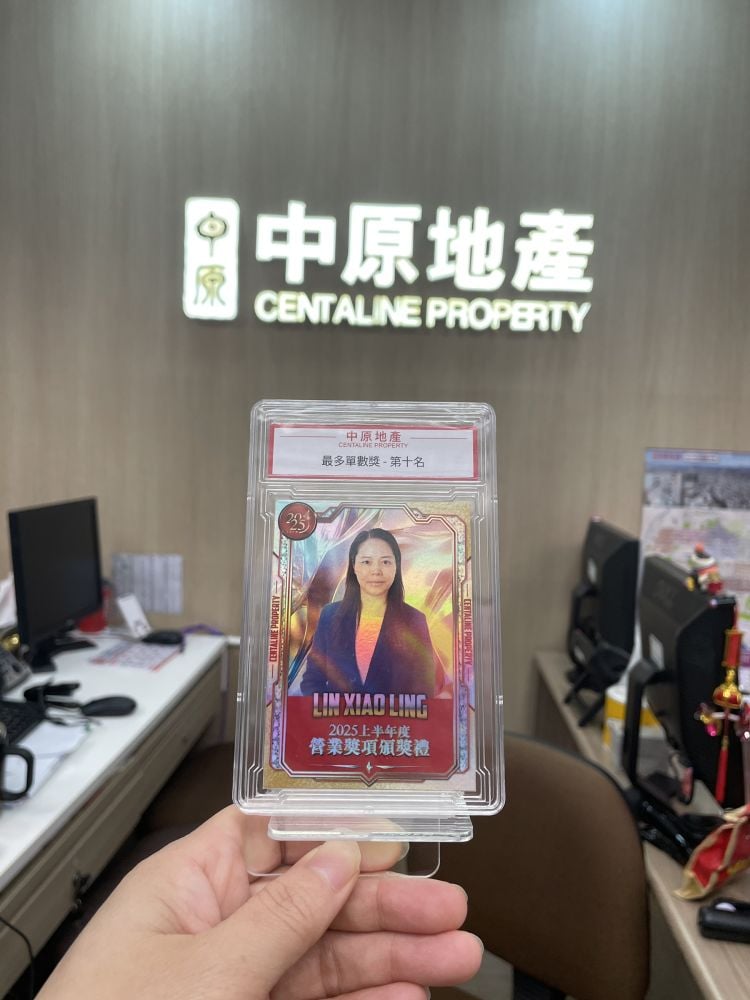 中原
中原地產
CENTALINE PROPERTY
中原地產
CENTALINE PROPERTY
最多單數獎 - 第十名
2025
CENTALINE PROPERTY
CENTALINE PROPERTY
LIN XIAO LING
2025上半年度
營業獎項頒獎禮